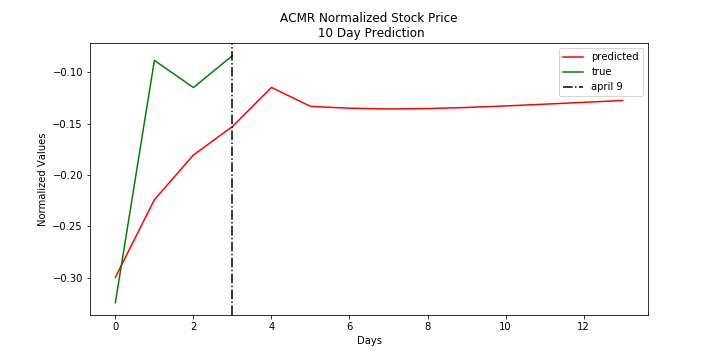 ACMR Normalized Stock Price
10 Day Prediction
predicted
true
april 9
−0.10
−0.15
−0.20
−0.25
−0.30
Normalized Values
0 2 4 6 8 10 12
Days